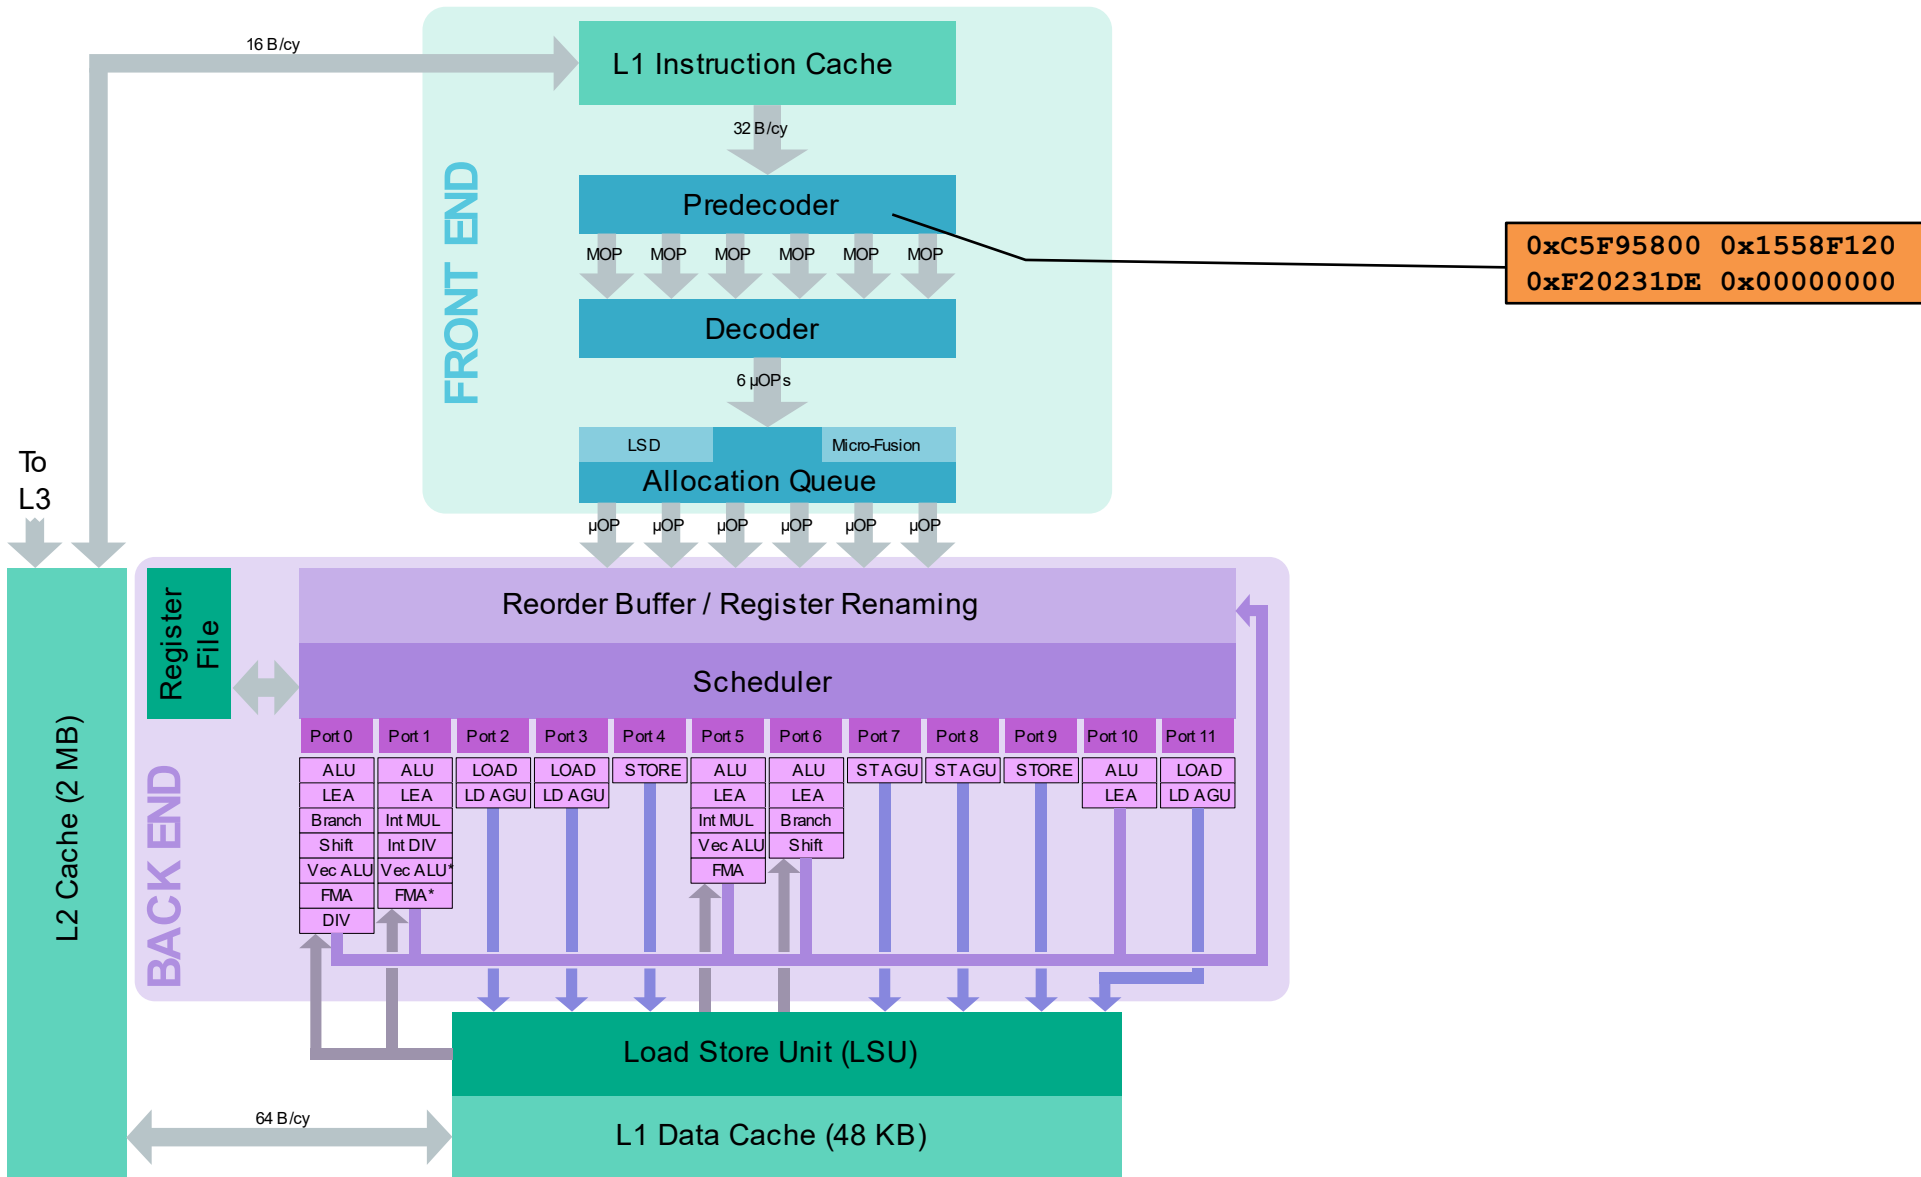 16 B/cy
L1 Instruction Cache
32 B/cy
FRONT END
Predecoder
0xC5F95800 0x1558F120
0xF20231DE 0x00000000
MOP MOP MOP MOP MOP MOP
Decoder
6 µOPs
LSD
Micro-Fusion
Allocation Queue
To
L3
µOP µOP µOP µOP µOP µOP
Register
File
Reorder Buffer / Register Renaming
Scheduler
L2 Cache (2 MB)
BACK END
Port 0 Port 1 Port 2 Port 3 Port 4 Port 5 Port 6 Port 7 Port 8 Port 9 Port 10 Port 11
ALU ALU LOAD LOAD STORE ALU ALU ST AGU ST AGU STORE ALU LOAD
LEA LEA LD AGU LD AGU LEA LEA LEA LD AGU
Branch Int MUL Int MUL Branch
Shift Int DIV Vec ALU Shift
Vec ALU Vec ALU* FMA
FMA FMA*
DIV
Load Store Unit (LSU)
64 B/cy
L1 Data Cache (48 KB)